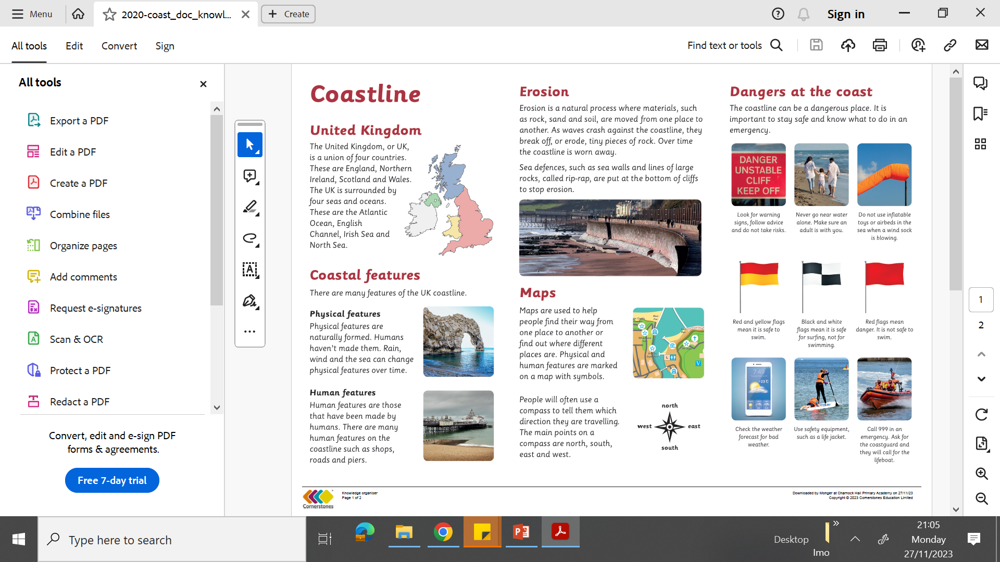 Menu
2020-coast_doc_knowl...
Create
Sign in
All tools
Edit
Convert
Sign
Find text or tools
All tools
Export a PDF
Edit a PDF
Create a PDF
Combine files
Organize pages
Add comments
Request e-signatures
Scan & OCR
Protect a PDF
Redact a PDF
Convert, edit and e-sign PDF
forms & agreements.
Free 7-day trial
Coastline
United Kingdom
The United Kingdom, or UK,
is a union of four countries.
These are England, Northern
Ireland, Scotland and Wales.
The UK is surrounded by
four seas and oceans.
These are the Atlantic
Ocean, English
Channel, Irish Sea and
North Sea.
Coastal features
There are many features of the UK coastline.
Physical features
Physical features are
naturally formed. Humans
haven't made them. Rain,
wind and the sea can change
physical features over time.
Human features
Human features are those
that have been made by
humans. There are many
human features on the
coastline such as shops,
roads and piers.
Erosion
Erosion is a natural process where materials, such
as rock, sand and soil, are moved from one place to
another. As waves crash against the coastline, they
break off, or erode, tiny pieces of rock. Over time
the coastline is worn away.
Sea defences, such as sea walls and lines of large
rocks, called rip-rap, are put at the bottom of cliffs
to stop erosion.
Maps
Maps are used to help
people find their way from
one place to another or
find out where different
places are. Physical and
human features are marked
on a map with symbols.
People will often use a
compass to tell them which
direction they are travelling.
The main points on a
compass are north, south,
east and west.
north
west
east
south
Dangers at the coast
The coastline can be a dangerous place. It is
important to stay safe and know what to do in an
emergency.
DANGER
UNSTABLE
CLIFF
KEEP OFF
Look for warning
signs, follow advice
and do not take risks.
Never go near water
alone. Make sure an
adult is with you.
Do not use inflatable
toys or airbeds in the
sea when a wind sock
is blowing.
Red and yellow flags
mean it is safe to
swim.
Black and white
flags mean it is safe
for surfing, not for
swimming.
Red flags mean
danger. It is not safe to
swim.
7:49
+23°C
Check the weather
forecast for bad
weather.
Use safety equipment,
such as a life jacket.
Call 999 in an
emergency. Ask for
the coastguard and
they will call for the
lifeboat.
Cornerstones
Knowledge organiser
Page 1 of 2
Downloaded by Monger at Charnock Hall Primary Academy on 27/11/23
Copyright © 2023 Cornerstones Education Limited
1
2
Type here to search
Desktop
Imo
21:05
Monday
27/11/2023